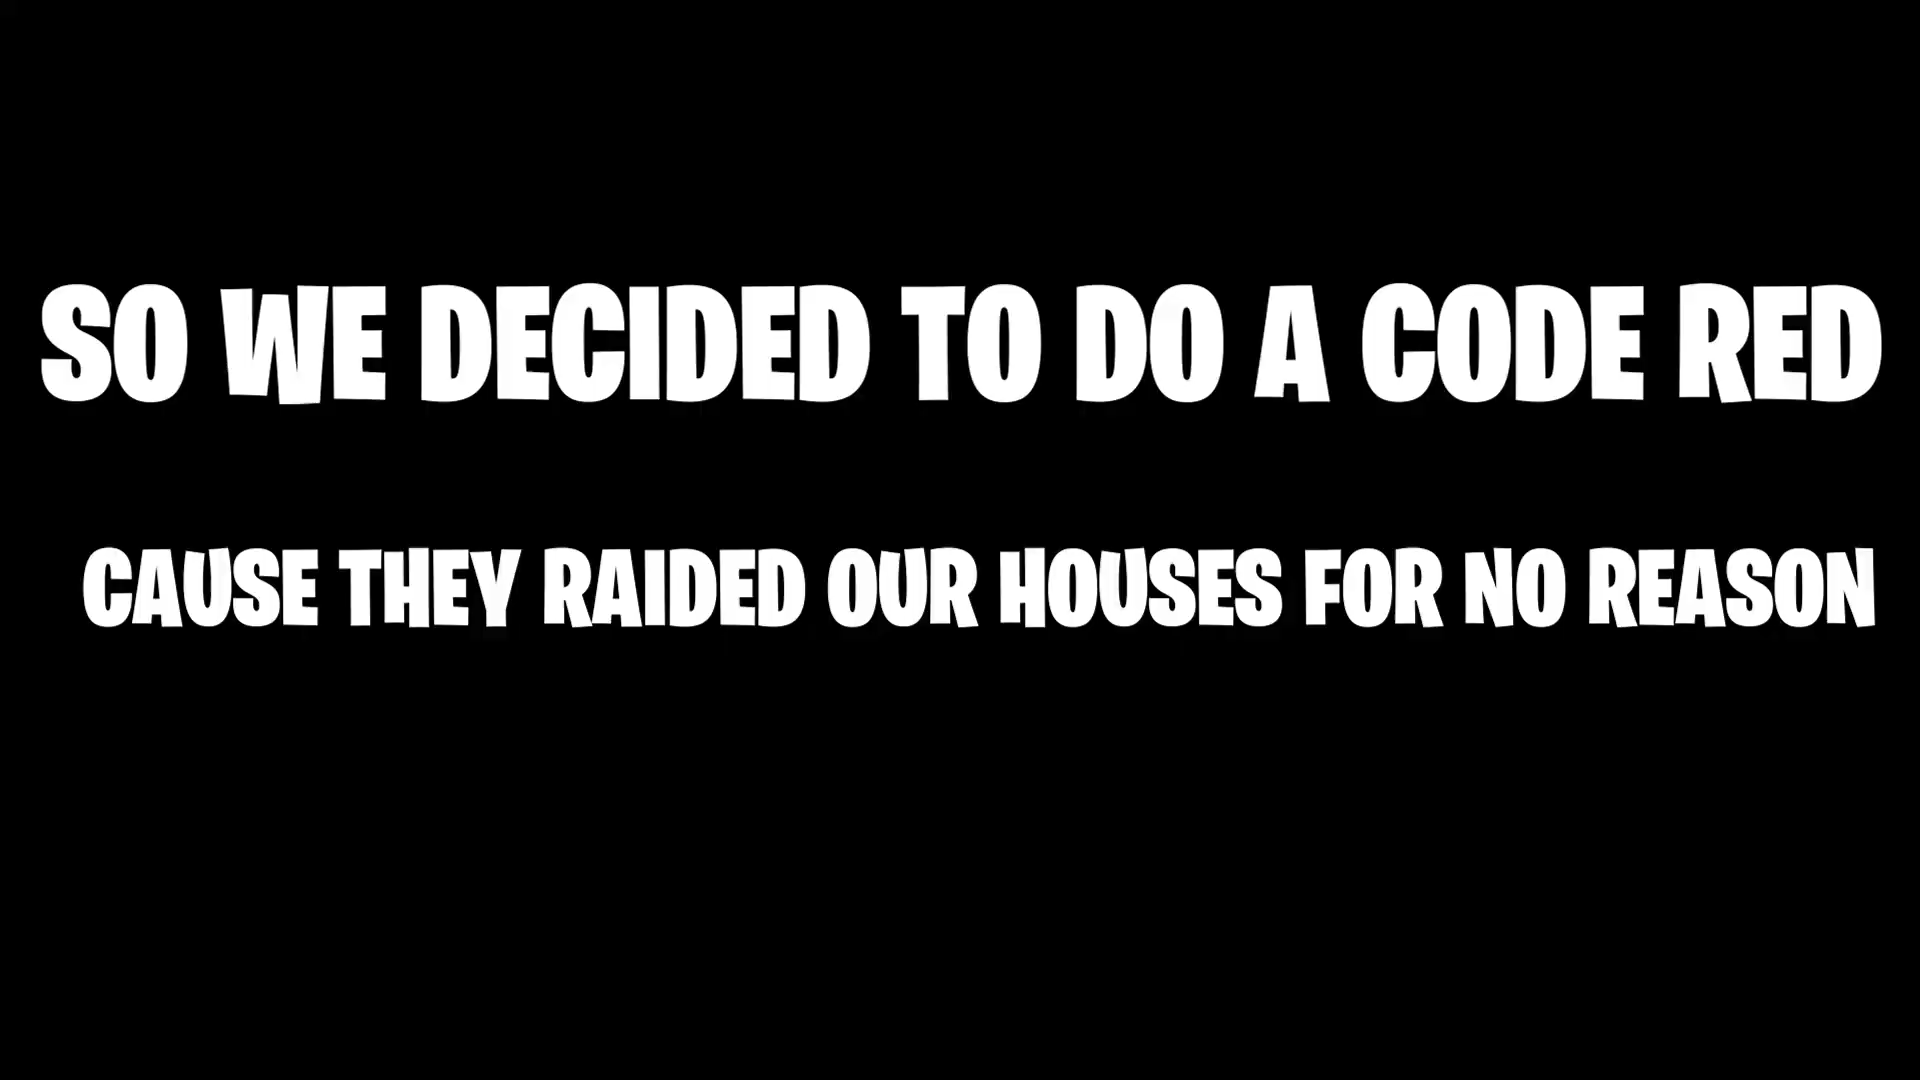 SO WE DECIDED TO DO A CODE RED
CAUSE THEY RAIDED OUR HOUSES FOR NO REASON